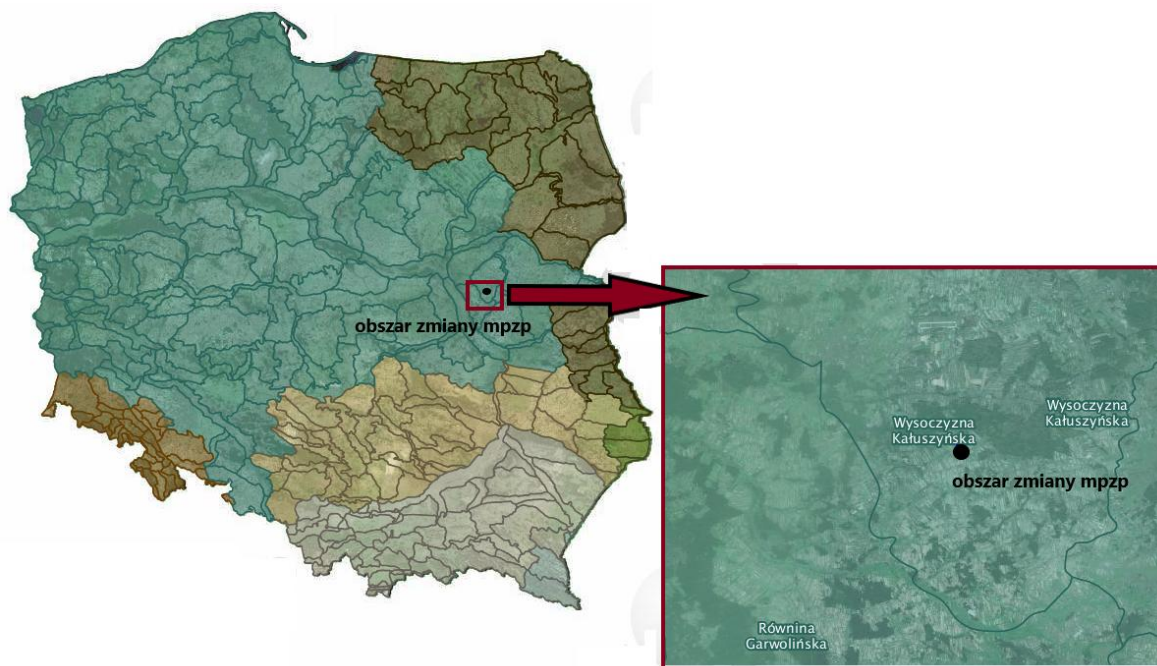 obszar zmiany mpzp
Wysoczyzna
Kałuszyńska
Wysoczyzna
Kałuszyńska
obszar zmiany mpzp
Równina
Garwolińska